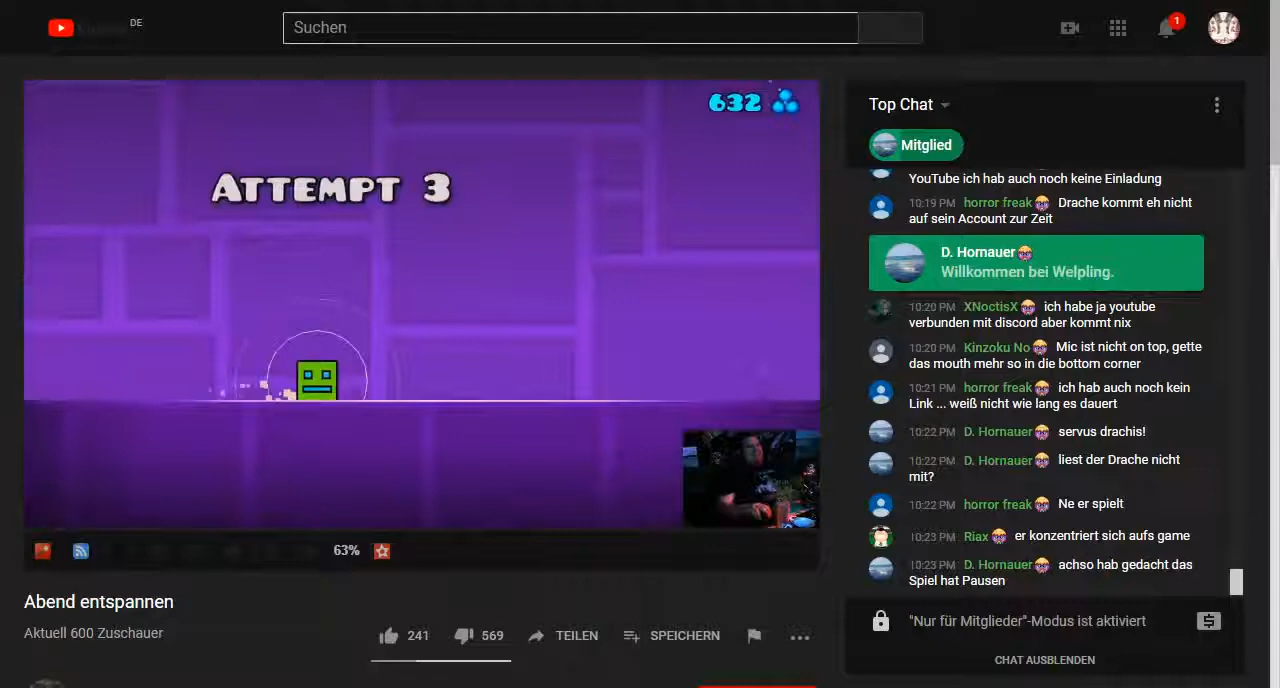 DE
Suchen
1
632
ATTEMPT 3
63%
Abend entspannen
Aktuell 600 Zuschauer
241
569
TEILEN
SPEICHERN
Top Chat
Mitglied
YouTube ich hab auch noch keine Einladung
10:19 PM horror freak Drache kommt eh nicht
auf sein Account zur Zeit
D. Hornauer
Willkommen bei Welpling.
10:20 PM XNoctisX ich habe ja youtube
verbunden mit discord aber kommt nix
10:20 PM Kinzoku No Mic ist nicht on top, gette
das mouth mehr so in die bottom corner
10:21 PM horror freak ich hab auch noch kein
Link ... weiß nicht wie lang es dauert
10:22 PM D. Hornauer servus drachis!
10:22 PM D. Hornauer liest der Drache nicht
mit?
10:22 PM horror freak Ne er spielt
10:23 PM Riax er konzentriert sich aufs game
10:23 PM D. Hornauer achso hab gedacht das
Spiel hat Pausen
"Nur für Mitglieder"-Modus ist aktiviert
CHAT AUSBLENDEN